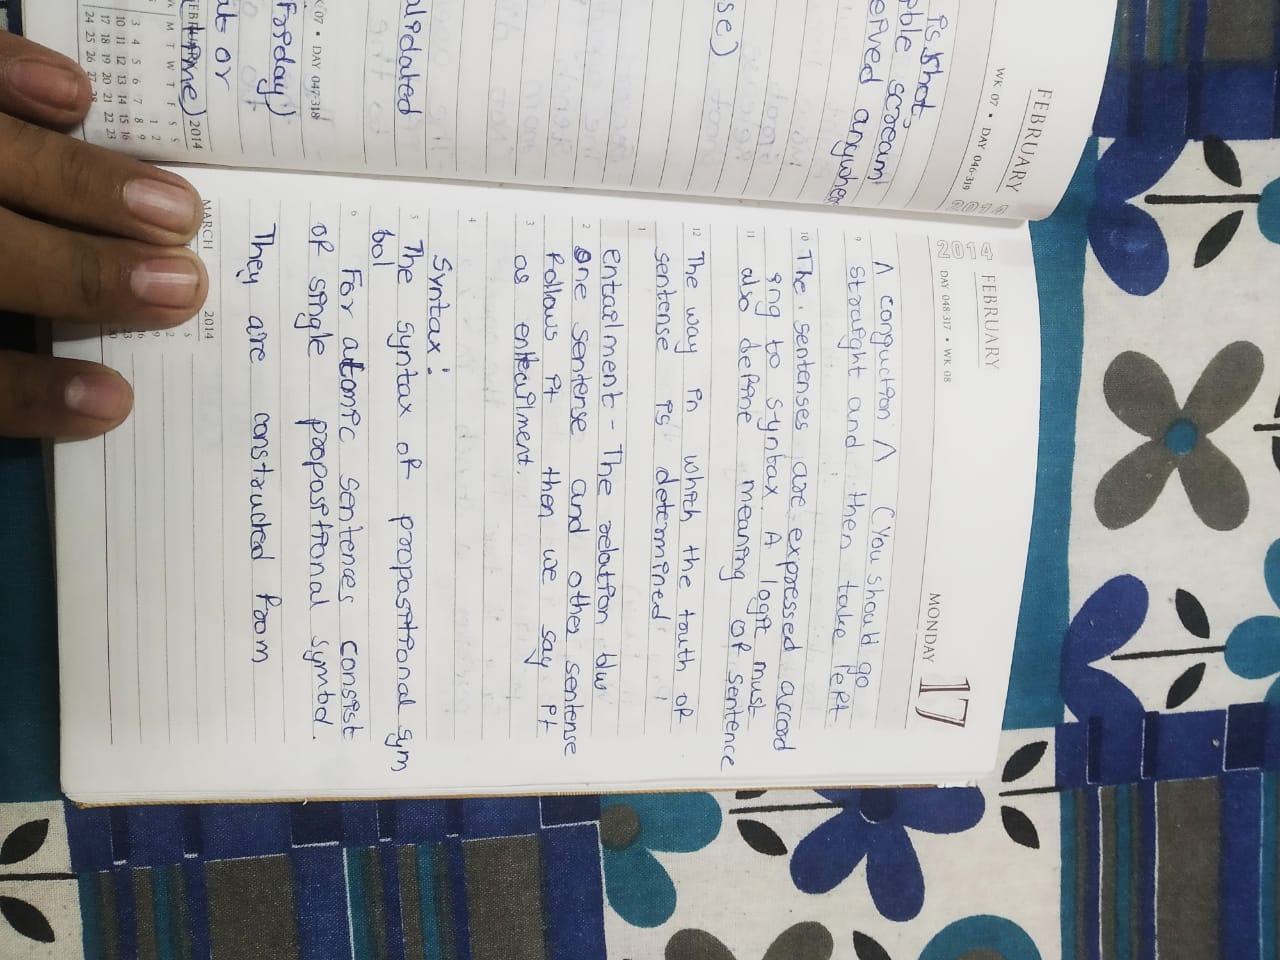 FEBRUARY
WK 07 • DAY 046-319
2014
is shot,
scream
anywhere
se)
alidated
07 • DAY 047-318
Friday)
at or
time)
FEBRUARY 2014
WK M T W T F S S
1 2
3 4 5 6 7 8 9
10 11 12 13 14 15 16
17 18 19 20 21 22 23
24 25 26 27 28
2014
FEBRUARY
DAY 048-317 • WK 08
MONDAY 17
Λ conguction Λ (You should go
9 straight and then take left
10 The sentenses are expressed accord
ing to syntax. A logic must
11 also define meaning of sentence
12 The way in which the touth of
sentense is determined
1
entailment - The relation b/w
2 one sentense and other sentense
follows it then we say it
3 as entailment.
4
Syntax:
5 The syntax of propositional sym
bol
6 For atomic sentences consist
of single propositional symbol.
They are constructed from
MARCH 2014
S
2
9
16
23
30